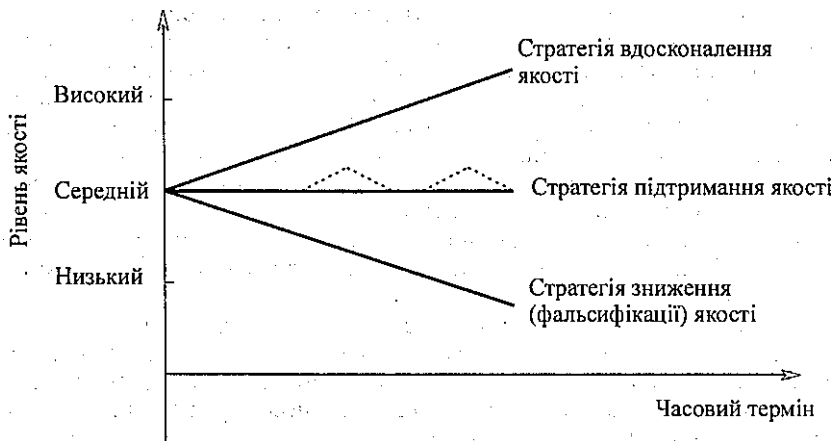 Стратегія вдосконалення
якості
Високий
Рівень якості
Середній
Стратегія підтримання якості
Низький
Стратегія зниження
(фальсифікації) якості
Часовий термін